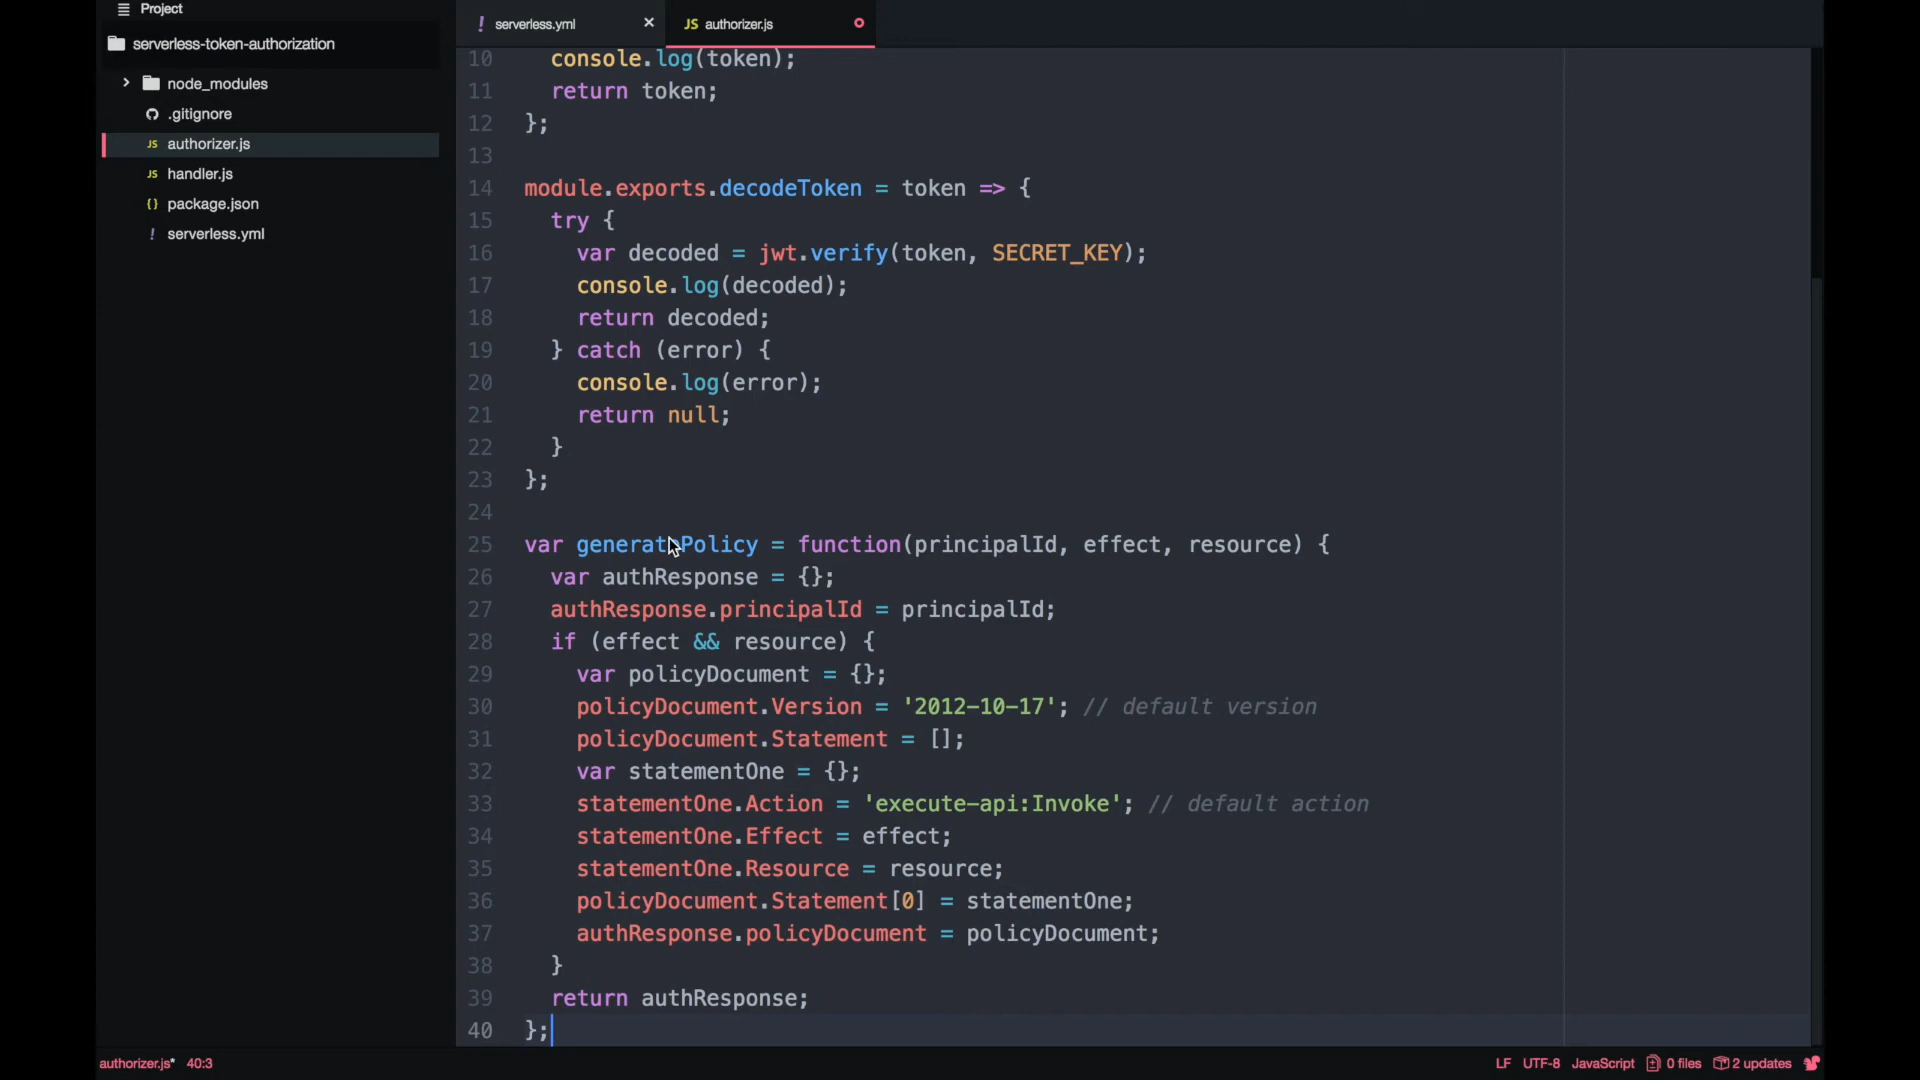 Project
serverless-token-authorization
node_modules
.gitignore
JS authorizer.js
JS handler.js
{} package.json
! serverless.yml
! serverless.yml ×
JS authorizer.js
10 console.log(token);
11 return token;
12 };
13
14 module.exports.decodeToken = token => {
15 try {
16 var decoded = jwt.verify(token, SECRET_KEY);
17 console.log(decoded);
18 return decoded;
19 } catch (error) {
20 console.log(error);
21 return null;
22 }
23 };
24
25 var generatePolicy = function(principalId, effect, resource) {
26 var authResponse = {};
27 authResponse.principalId = principalId;
28 if (effect && resource) {
29 var policyDocument = {};
30 policyDocument.Version = '2012-10-17'; // default version
31 policyDocument.Statement = [];
32 var statementOne = {};
33 statementOne.Action = 'execute-api:Invoke'; // default action
34 statementOne.Effect = effect;
35 statementOne.Resource = resource;
36 policyDocument.Statement[0] = statementOne;
37 authResponse.policyDocument = policyDocument;
38 }
39 return authResponse;
40 };
authorizer.js* 40:3 LF UTF-8 JavaScript 0 files 2 updates